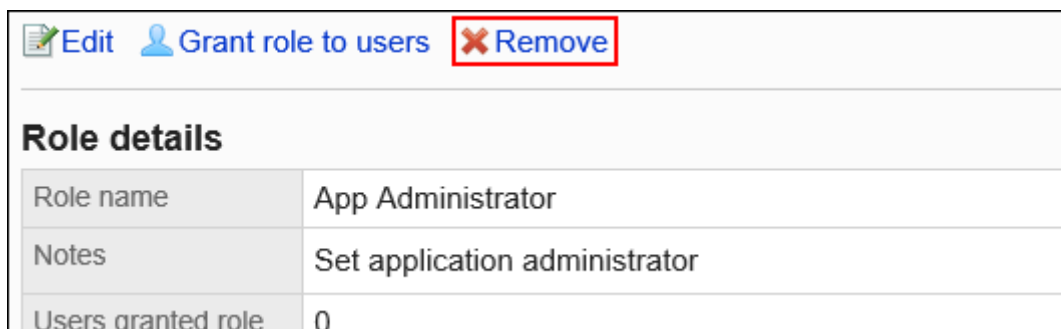 Edit Grant role to users Remove
Role details
Role name App Administrator
Notes Set application administrator
Users granted role 0